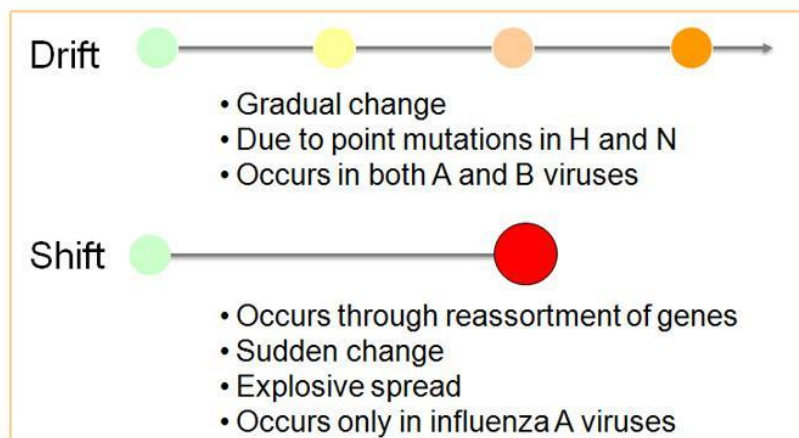 Drift
• Gradual change
• Due to point mutations in H and N
• Occurs in both A and B viruses
Shift
• Occurs through reassortment of genes
• Sudden change
• Explosive spread
• Occurs only in influenza A viruses